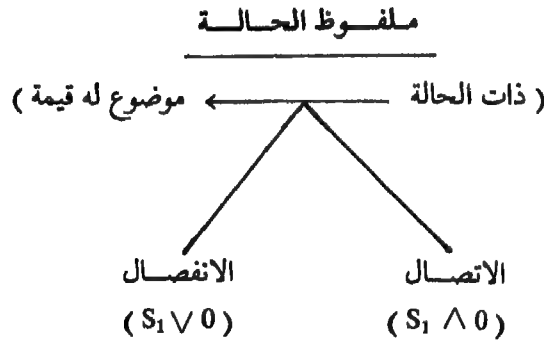 ملفوظ الحالة
( ذات الحالة ← موضوع له قيمة )
الاتصال الانفصال
( S₁ ∧ 0 ) ( S₁ ∨ 0 )